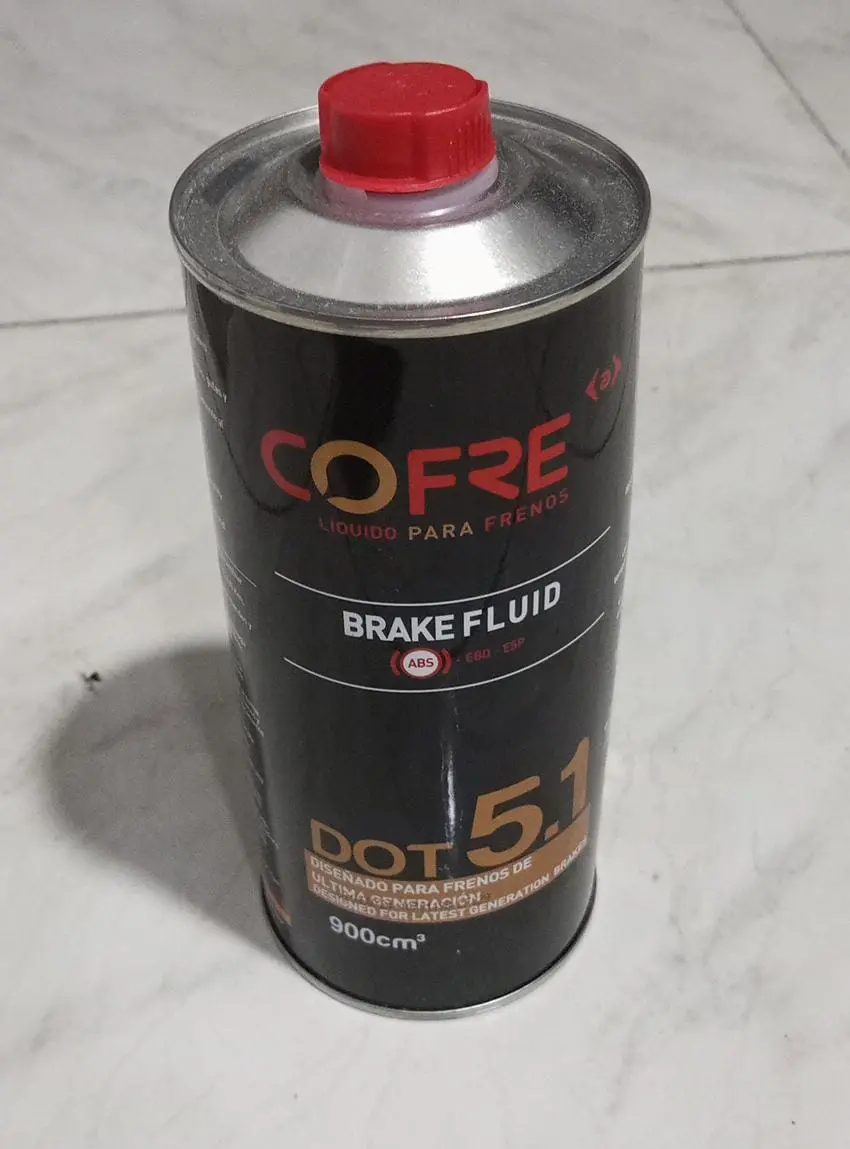 <a>
COFRE
LÍQUIDO PARA FRENOS
BRAKE FLUID
ABS · EBD · ESP
DOT 5.1
DISEÑADO PARA FRENOS DE
ULTIMA GENERACIÓN
DESIGNED FOR LATEST GENERATION BRAKES
900cm³